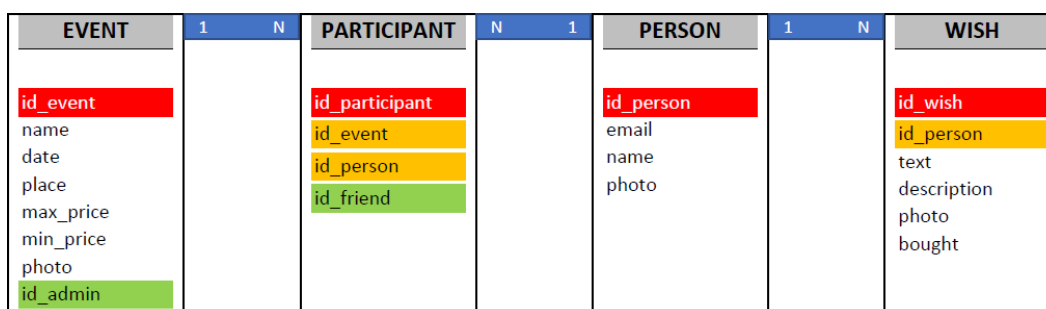 EVENT 1 N PARTICIPANT N 1 PERSON 1 N WISH
id_event id_participant id_person id_wish
name id_event email id_person
date id_person name text
place id_friend photo description
max_price photo
min_price bought
photo
id_admin